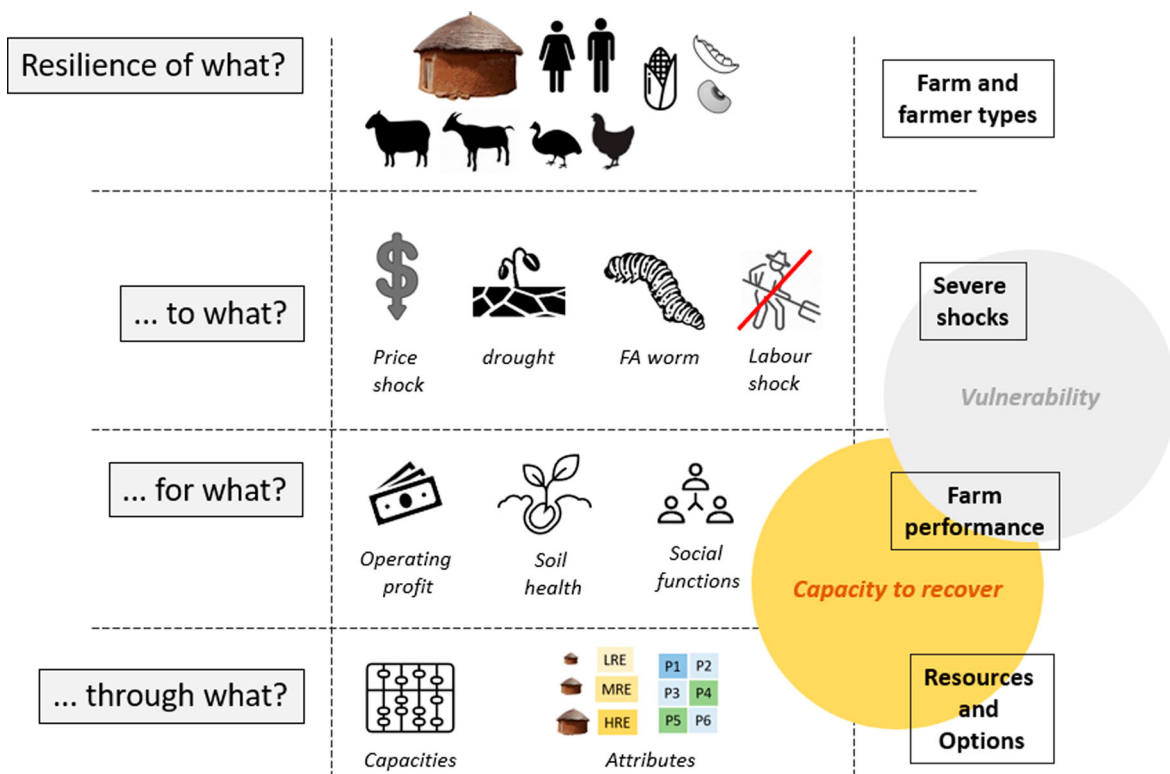 Resilience of what?
Farm and
farmer types
... to what?
Price
shock
drought
FA worm
Labour
shock
Severe
shocks
Vulnerability
... for what?
Operating
profit
Soil
health
Social
functions
Farm
performance
Capacity to recover
... through what?
Capacities
LRE
MRE
HRE
P1 P2
P3 P4
P5 P6
Attributes
Resources
and
Options